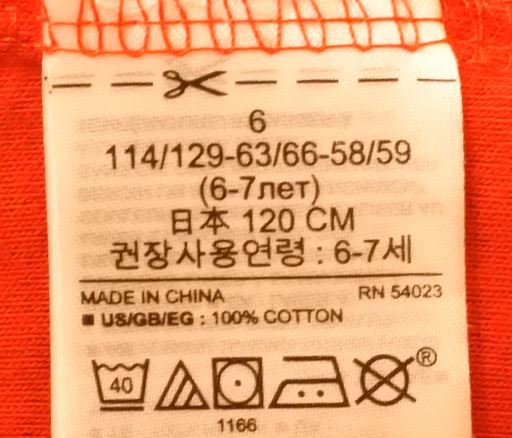 6
114/129-63/66-58/59
(6-7лет)
日本 120 CM
권장사용연령 : 6-7세
MADE IN CHINA RN 54023
■ US/GB/EG : 100% COTTON
40 ®
1166